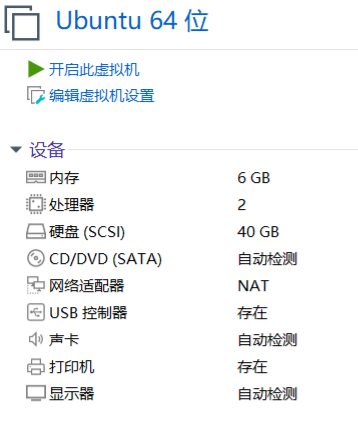 Ubuntu 64 位
开启此虚拟机
编辑虚拟机设置
设备
内存 6 GB
处理器 2
硬盘 (SCSI) 40 GB
CD/DVD (SATA) 自动检测
网络适配器 NAT
USB 控制器 存在
声卡 自动检测
打印机 存在
显示器 自动检测